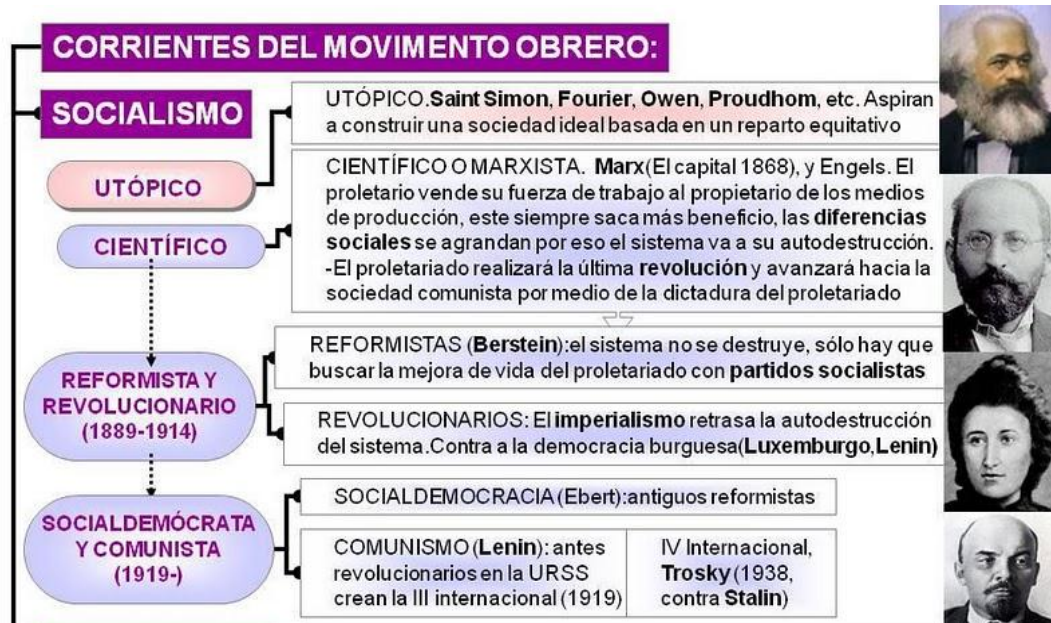 CORRIENTES DEL MOVIMENTO OBRERO:
SOCIALISMO
UTÓPICO.Saint Simon, Fourier, Owen, Proudhom, etc. Aspiran
a construir una sociedad ideal basada en un reparto equitativo
UTÓPICO
CIENTÍFICO O MARXISTA. Marx(El capital 1868), y Engels. El
proletario vende su fuerza de trabajo al propietario de los medios
de producción, este siempre saca más beneficio, las diferencias
sociales se agrandan por eso el sistema va a su autodestrucción.
-El proletariado realizará la última revolución y avanzará hacia la
sociedad comunista por medio de la dictadura del proletariado
CIENTÍFICO
REFORMISTAS (Berstein):el sistema no se destruye, sólo hay que
buscar la mejora de vida del proletariado con partidos socialistas
REFORMISTA Y
REVOLUCIONARIO
(1889-1914)
REVOLUCIONARIOS: El imperialismo retrasa la autodestrucción
del sistema.Contra a la democracia burguesa(Luxemburgo,Lenin)
SOCIALDEMOCRACIA (Ebert):antiguos reformistas
SOCIALDEMÓCRATA
Y COMUNISTA
(1919-)
COMUNISMO (Lenin): antes
revolucionarios en la URSS
crean la III internacional (1919)
IV Internacional,
Trosky (1938,
contra Stalin)